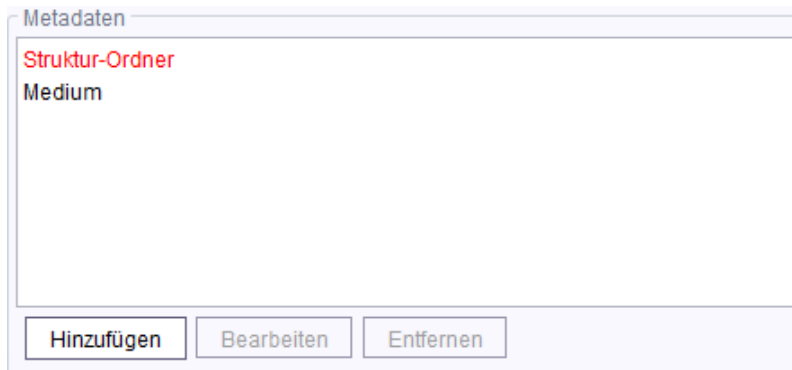 Metadaten
Struktur-Ordner
Medium
Hinzufügen Bearbeiten Entfernen